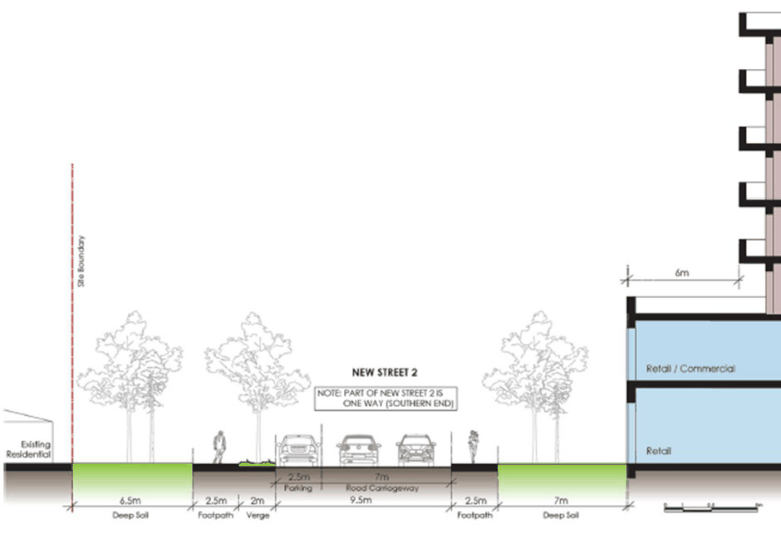 Site Boundary
6m
NEW STREET 2
NOTE: PART OF NEW STREET 2 IS
ONE WAY (SOUTHERN END)
Retail / Commercial
Existing
Residential
Retail
2.5m 7m
Parking Road Carriageway
6.5m 2.5m 2m 9.5m 2.5m 7m
Deep Soil Footpath Verge Footpath Deep Soil